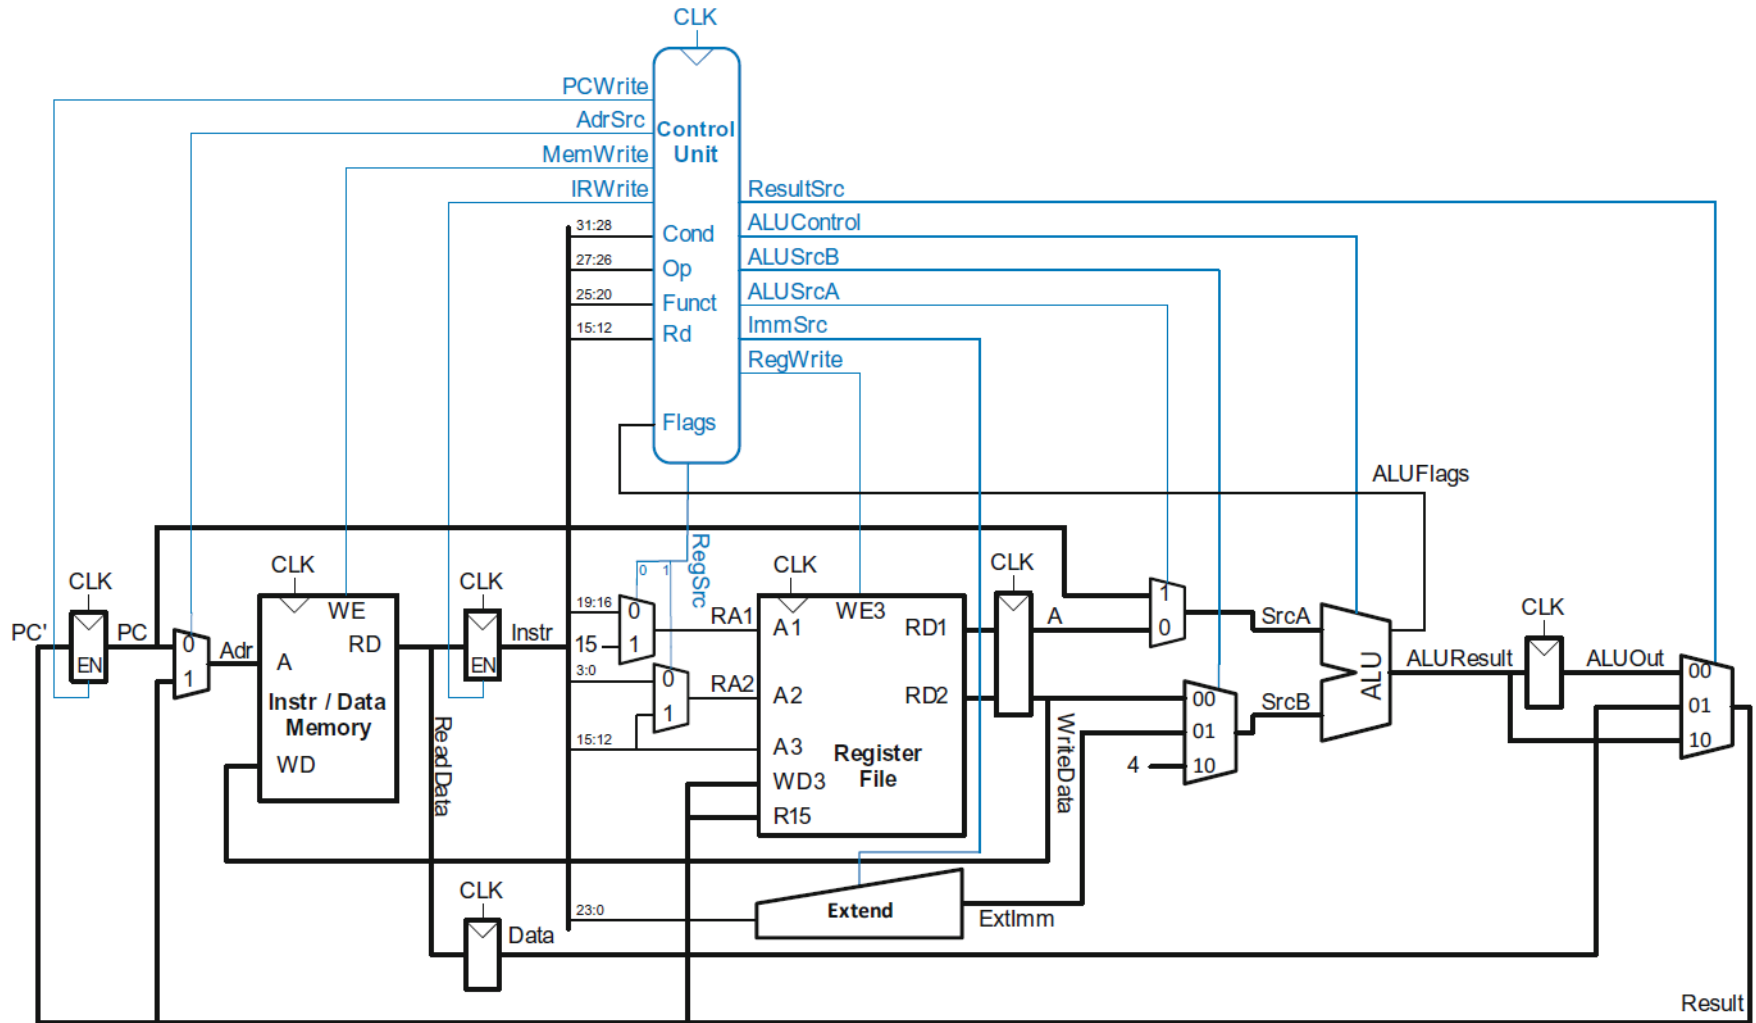 CLK
PCWrite
AdrSrc
MemWrite
IRWrite
Control
Unit
ResultSrc
ALUControl
ALUSrcB
ALUSrcA
ImmSrc
RegWrite
31:28
Cond
27:26
Op
25:20
Funct
15:12
Rd
Flags
ALUFlags
RegSrc
0 1
CLK
PC'
PC
EN
0
1
Adr
CLK
WE
RD
A
Instr / Data
Memory
WD
ReadData
CLK
Instr
EN
19:16
15
0
1
RA1
3:0
0
1
RA2
15:12
CLK
WE3
A1
RD1
A2
RD2
A3
Register
File
WD3
R15
CLK
A
WriteData
1
0
SrcA
00
01
10
4
SrcB
ALU
ALUResult
CLK
ALUOut
00
01
10
CLK
Data
23:0
Extend
ExtImm
Result